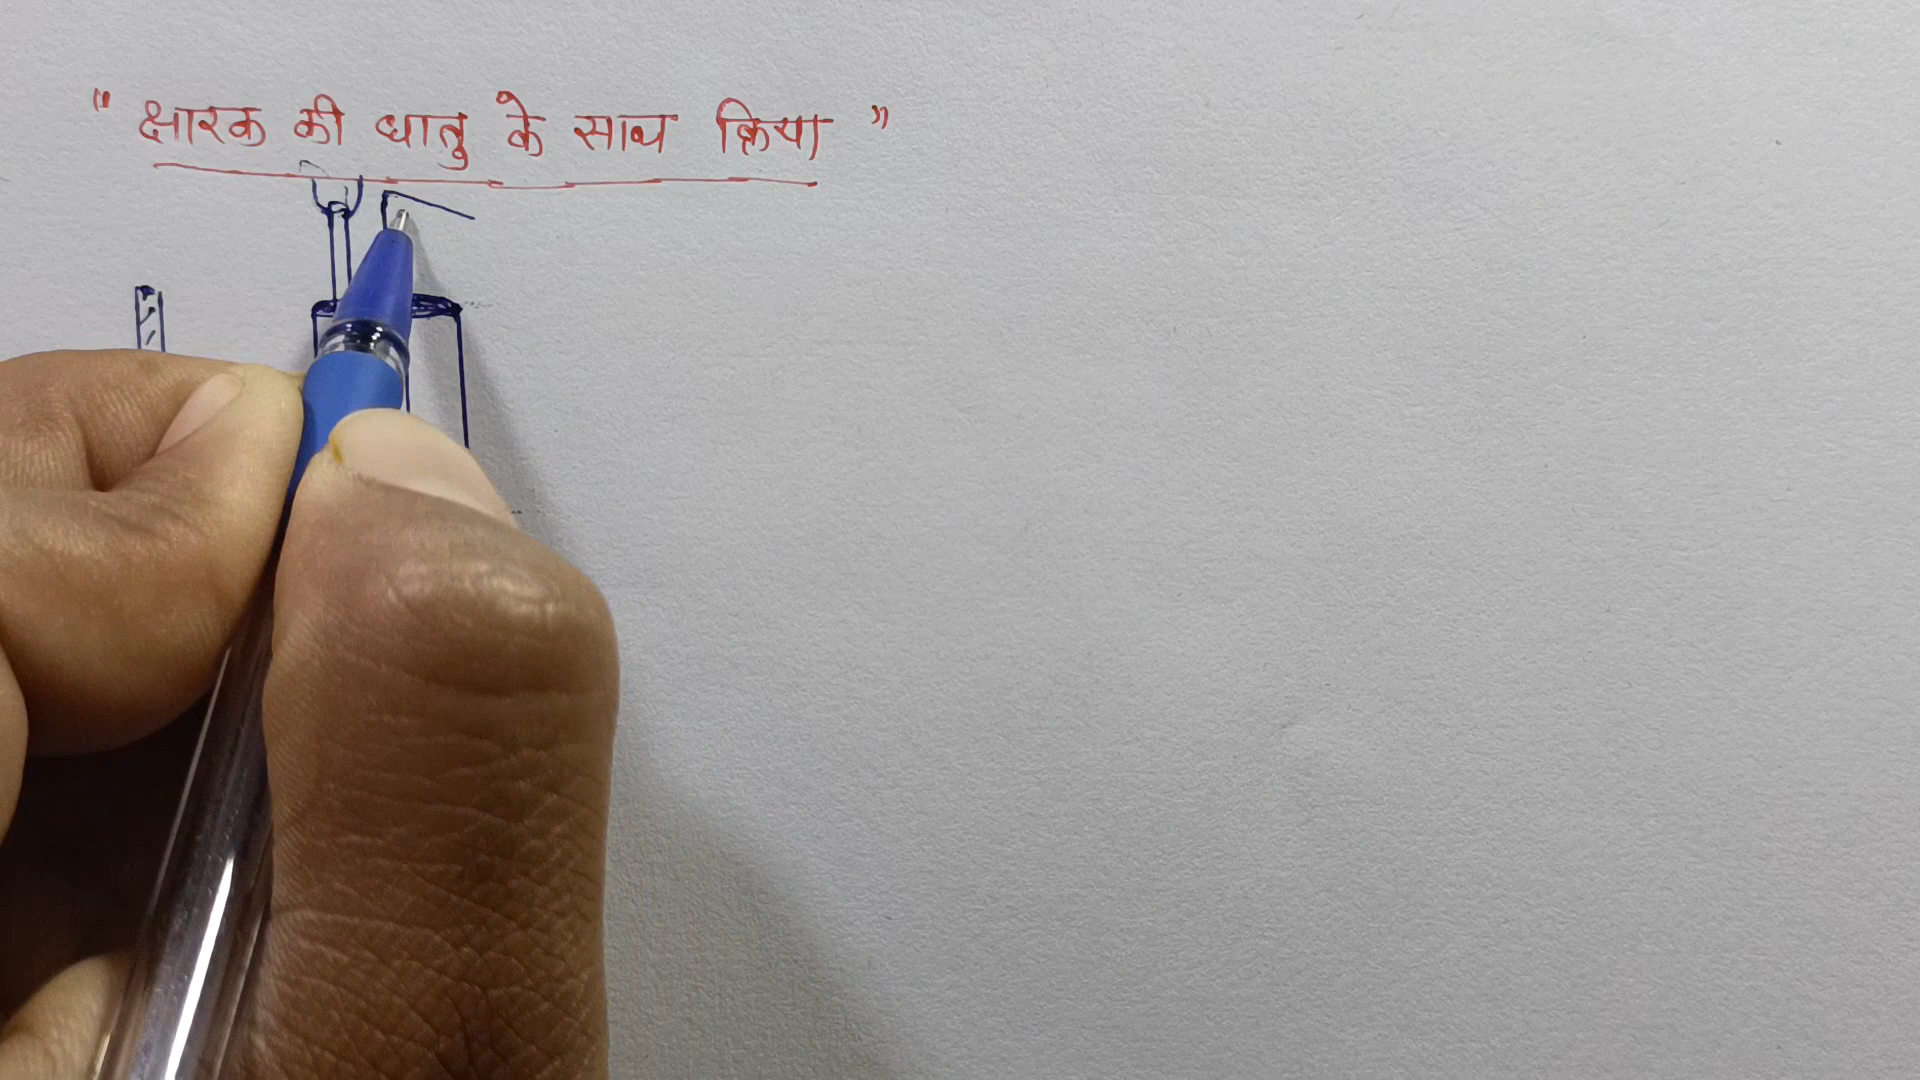 " क्षारक की धातु के साथ क्रिया "